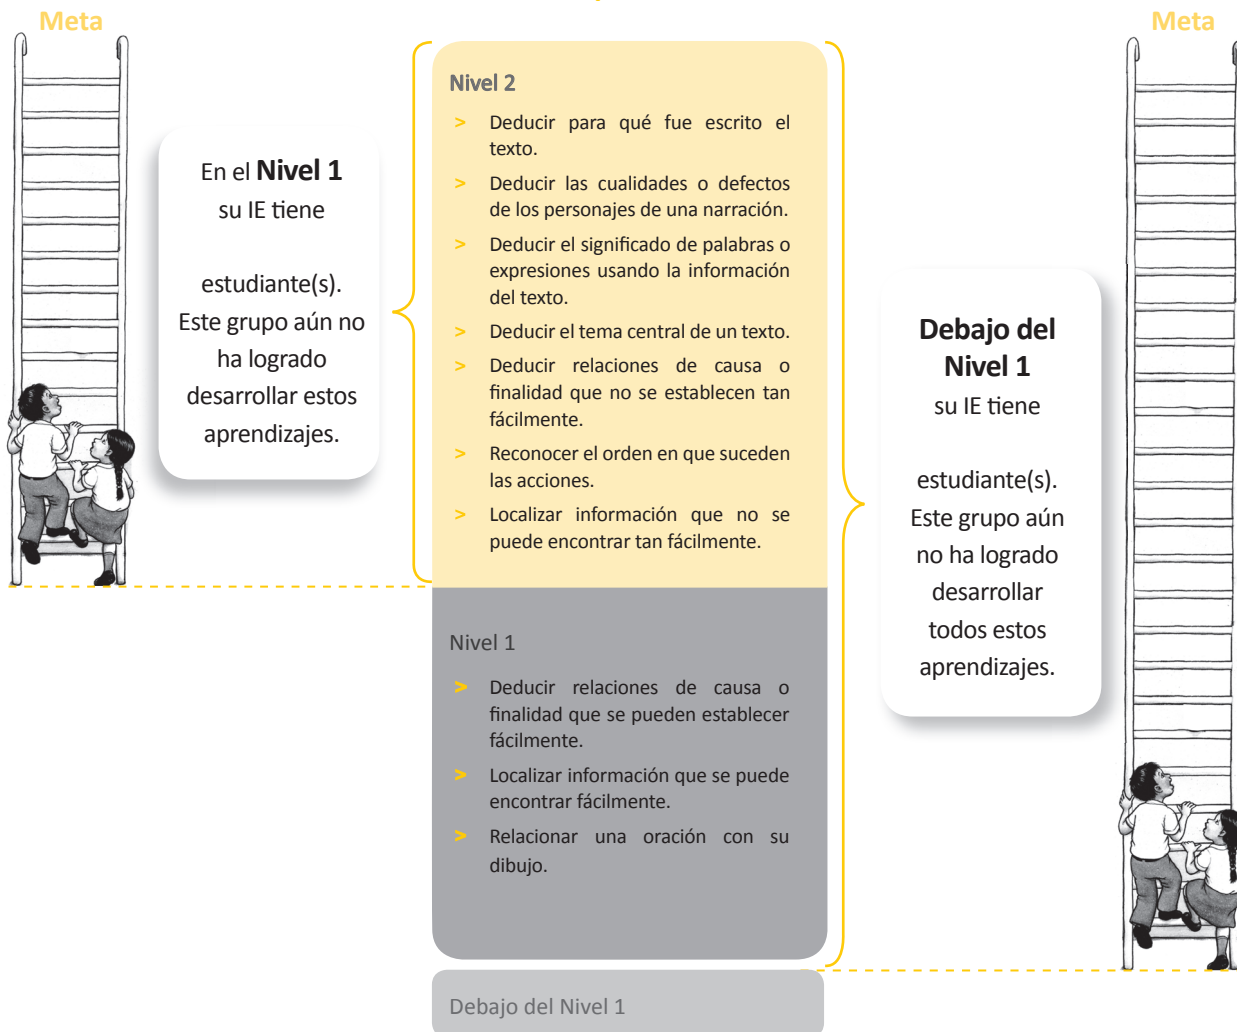 Meta
Meta
En el Nivel 1
su IE tiene
estudiante(s).
Este grupo aún no
ha logrado
desarrollar estos
aprendizajes.
Nivel 2
> Deducir para qué fue escrito el
texto.
> Deducir las cualidades o defectos
de los personajes de una narración.
> Deducir el significado de palabras o
expresiones usando la información
del texto.
> Deducir el tema central de un texto.
> Deducir relaciones de causa o
finalidad que no se establecen tan
fácilmente.
> Reconocer el orden en que suceden
las acciones.
> Localizar información que no se
puede encontrar tan fácilmente.
Nivel 1
> Deducir relaciones de causa o
finalidad que se pueden establecer
fácilmente.
> Localizar información que se puede
encontrar fácilmente.
> Relacionar una oración con su
dibujo.
Debajo del Nivel 1
Debajo del
Nivel 1
su IE tiene
estudiante(s).
Este grupo aún
no ha logrado
desarrollar
todos estos
aprendizajes.